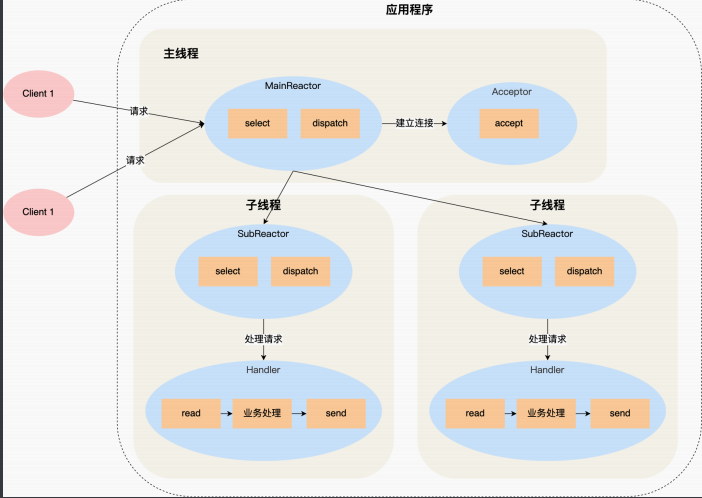 应用程序
主线程
MainReactor
select
dispatch
Acceptor
accept
Client 1
请求
建立连接
Client 1
请求
子线程
SubReactor
select
dispatch
处理请求
Handler
read
业务处理
send
子线程
SubReactor
select
dispatch
处理请求
Handler
read
业务处理
send